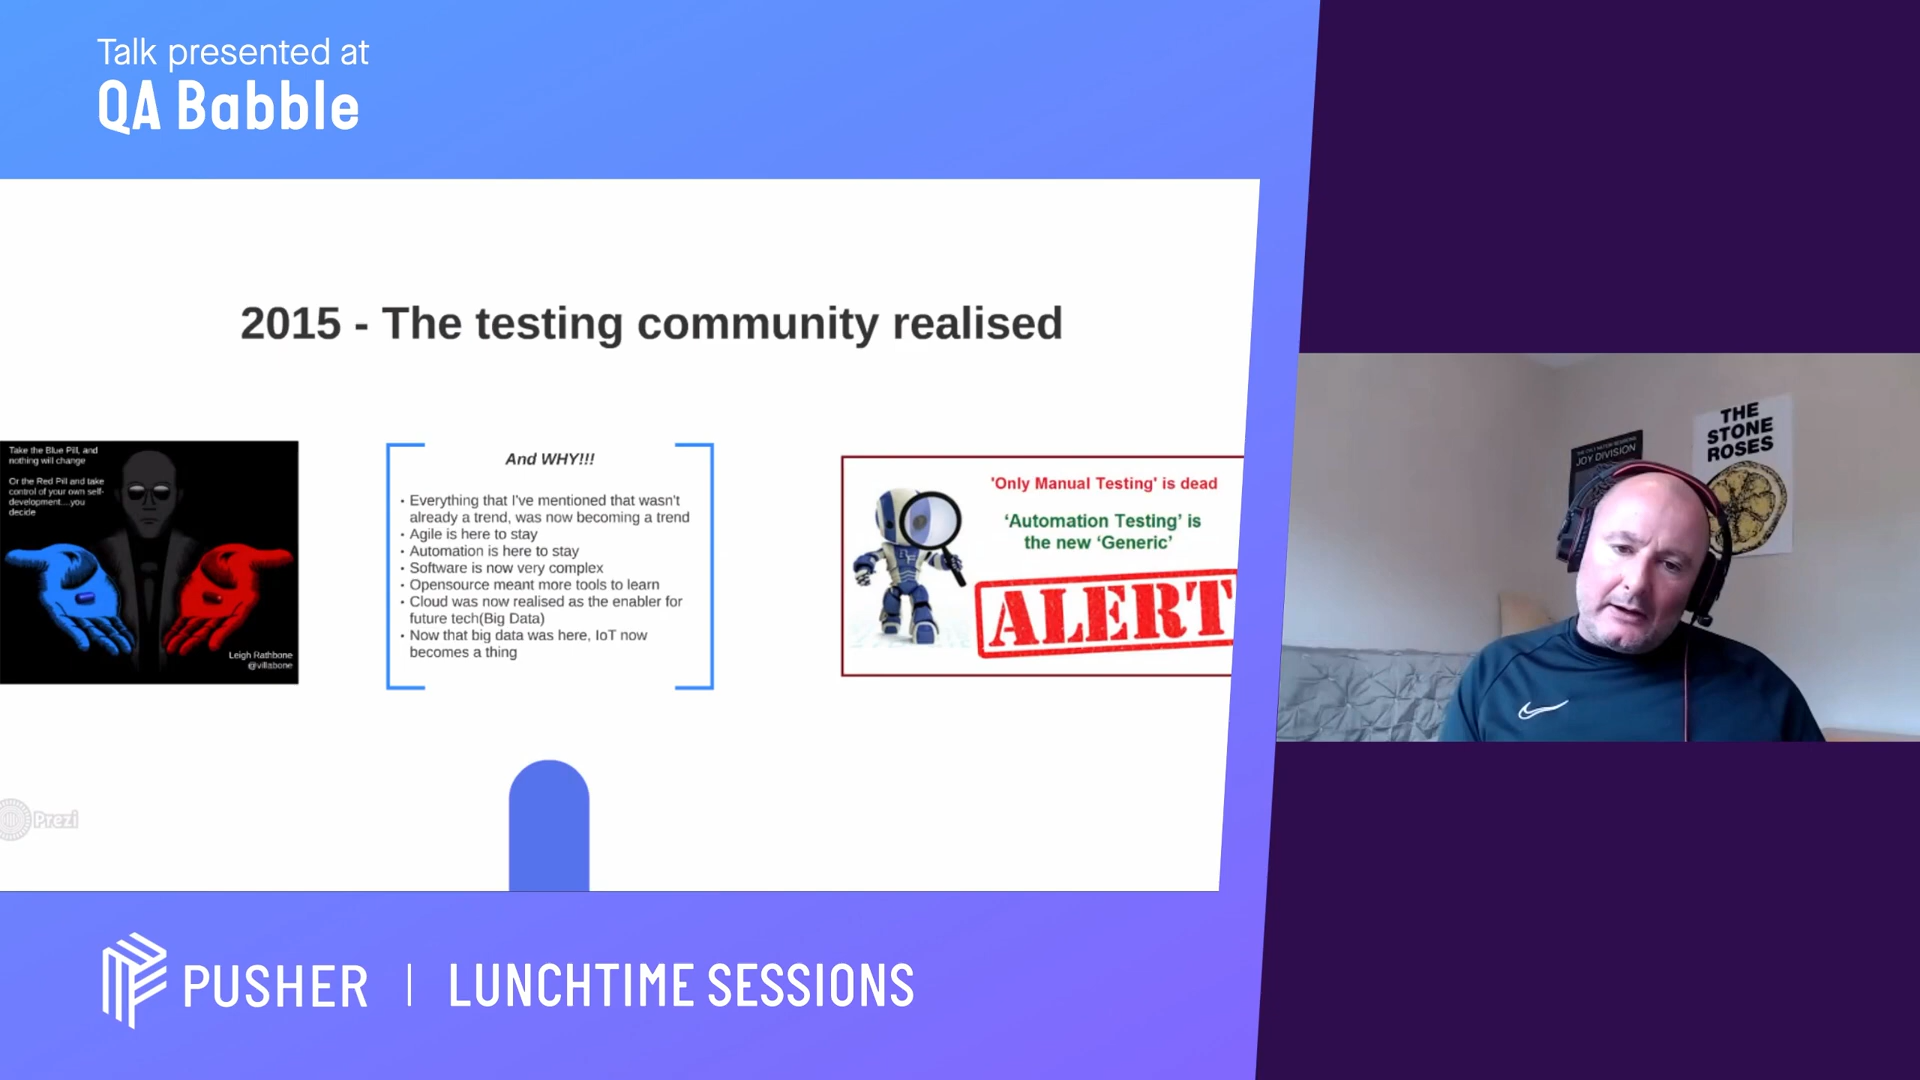 Talk presented at
QA Babble
2015 - The testing community realised
Take the Blue Pill, and
nothing will change
Or the Red Pill and take
control of your own self-
development....you
decide
Leigh Rathbone
@villabone
And WHY!!!
• Everything that I've mentioned that wasn't
already a trend, was now becoming a trend
• Agile is here to stay
• Automation is here to stay
• Software is now very complex
• Opensource meant more tools to learn
• Cloud was now realised as the enabler for
future tech(Big Data)
• Now that big data was here, IoT now
becomes a thing
'Only Manual Testing' is dead
‘Automation Testing’ is
the new ‘Generic’
ALERT
Prezi
JOY DIVISION
THE
STONE
ROSES
PUSHER | LUNCHTIME SESSIONS